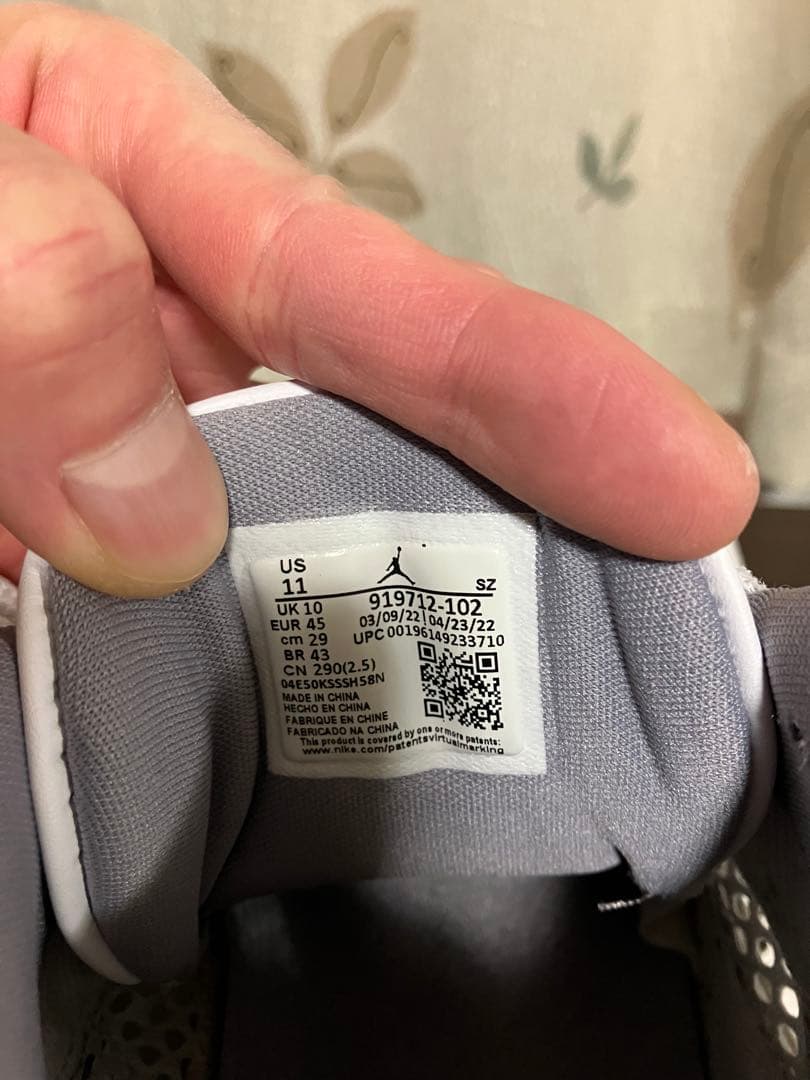 US
11
SZ
UK 10
919712-102
EUR 45
03/09/22 04/23/22
cm 29
UPC 00196149233710
BR 43
CN 290(2.5)
04E50KSSSH58N
MADE IN CHINA
HECHO EN CHINA
FABRIQUE EN CHINE
FABRICADO NA CHINA
This product is covered by one or more patents:
www.nike.com/patentsvirtualmarking